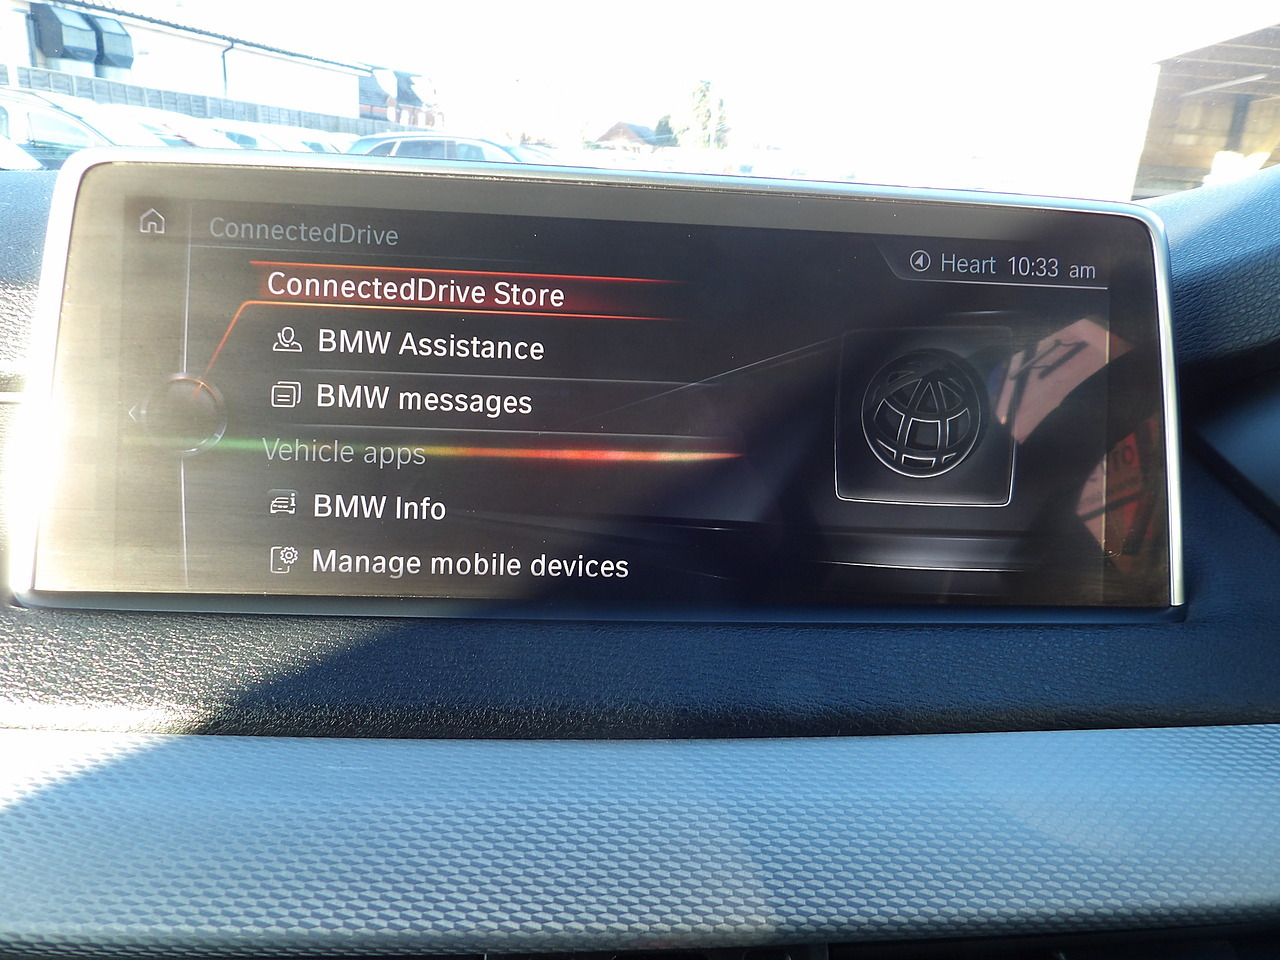 ConnectedDrive
Heart 10:33 am
ConnectedDrive Store
BMW Assistance
BMW messages
Vehicle apps
BMW Info
Manage mobile devices